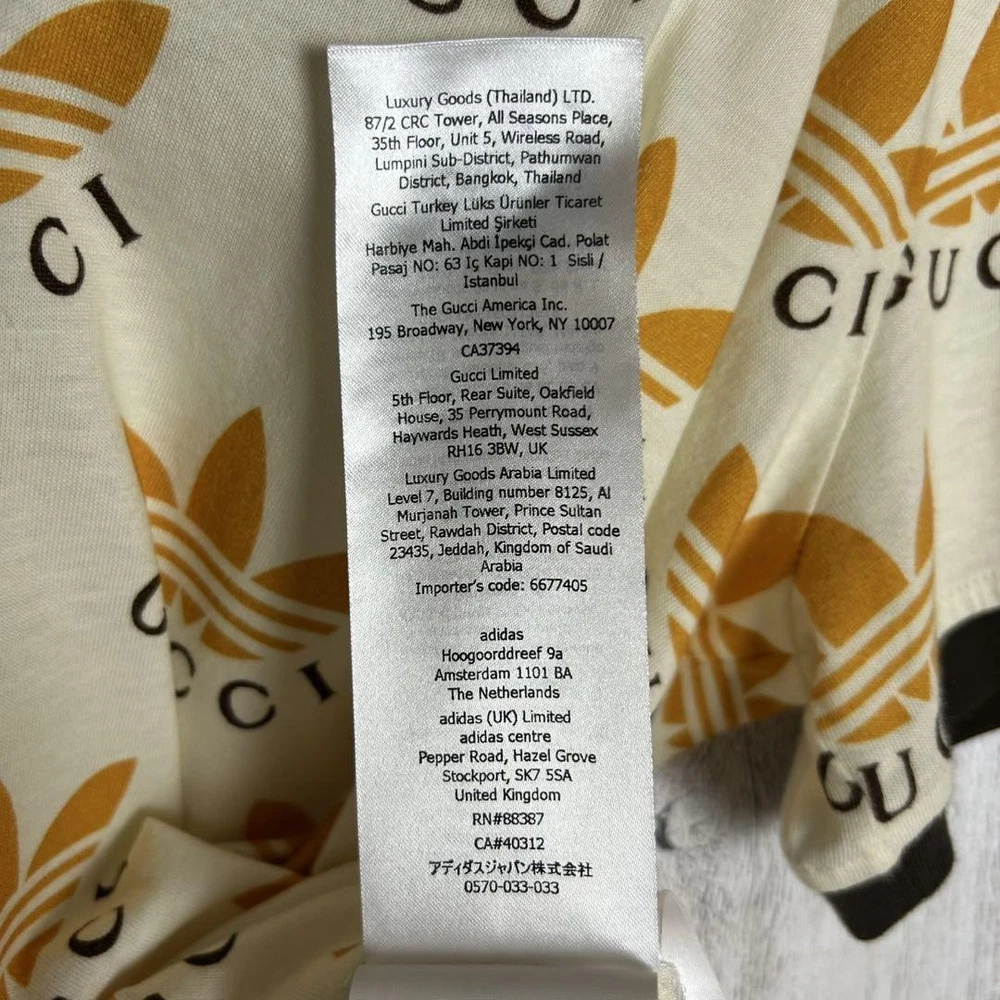 Luxury Goods (Thailand) LTD.
87/2 CRC Tower, All Seasons Place,
35th Floor, Unit 5, Wireless Road,
Lumpini Sub-District, Pathumwan
District, Bangkok, Thailand
Gucci Turkey Lüks Ürünler Ticaret
Limited Şirketi
Harbiye Mah. Abdi İpekçi Cad. Polat
Pasaj NO: 63 Iç Kapi NO: 1 Sisli /
Istanbul
The Gucci America Inc.
195 Broadway, New York, NY 10007
CA37394
Gucci Limited
5th Floor, Rear Suite, Oakfield
House, 35 Perrymount Road,
Haywards Heath, West Sussex
RH16 3BW, UK
Luxury Goods Arabia Limited
Level 7, Building number 8125, Al
Murjanah Tower, Prince Sultan
Street, Rawdah District, Postal code
23435, Jeddah, Kingdom of Saudi
Arabia
Importer's code: 6677405
adidas
Hoogoorddreef 9a
Amsterdam 1101 BA
The Netherlands
adidas (UK) Limited
adidas centre
Pepper Road, Hazel Grove
Stockport, SK7 5SA
United Kingdom
RN#88387
CA#40312
アディダスジャパン株式会社
0570-033-033
CI
CI
GUC
CCI
GUC